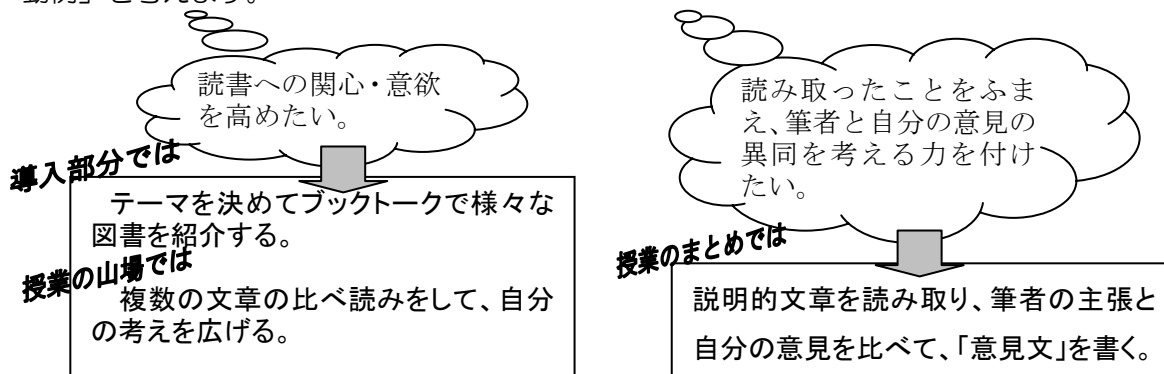 読書への関心・意欲
を高めたい。
導入部分では
テーマを決めてブックトークで様々な
図書を紹介する。
授業の山場では
複数の文章の比べ読みをして、自分
の考えを広げる。
読み取ったことをふま
え、筆者と自分の意見の
異同を考える力を付け
たい。
授業のまとめでは
説明的文章を読み取り、筆者の主張と
自分の意見を比べて、「意見文」を書く。